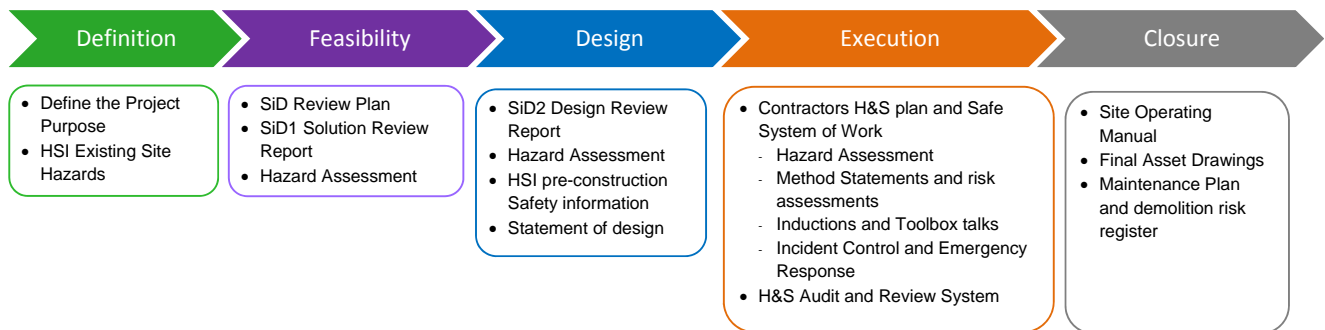 Definition
Feasibility
Design
Execution
Closure
• Define the Project
Purpose
• HSI Existing Site
Hazards
• SiD Review Plan
• SiD1 Solution Review
Report
• Hazard Assessment
• SiD2 Design Review
Report
• Hazard Assessment
• HSI pre-construction
Safety information
• Statement of design
• Contractors H&S plan and Safe
System of Work
- Hazard Assessment
- Method Statements and risk
assessments
- Inductions and Toolbox talks
- Incident Control and Emergency
Response
• H&S Audit and Review System
• Site Operating
Manual
• Final Asset Drawings
• Maintenance Plan
and demolition risk
register